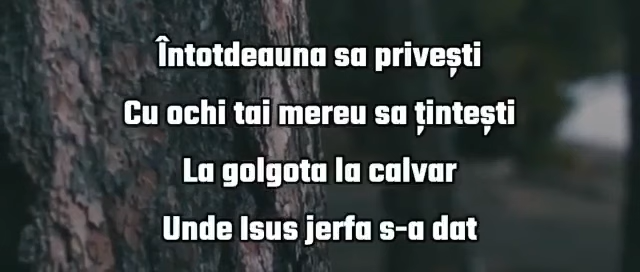 Întotdeauna sa privești
Cu ochi tai mereu sa țintești
La golgota la calvar
Unde Isus jerfa s-a dat